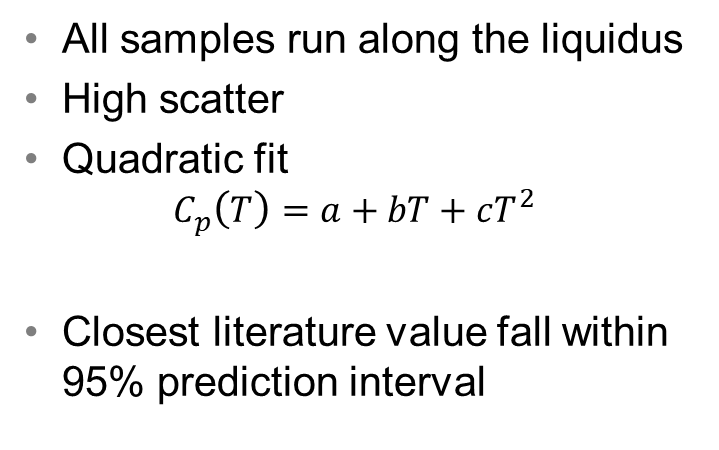 • All samples run along the liquidus
• High scatter
• Quadratic fit
𝐶ₚ(𝑇) = 𝑎 + 𝑏𝑇 + 𝑐𝑇²
• Closest literature value fall within
95% prediction interval